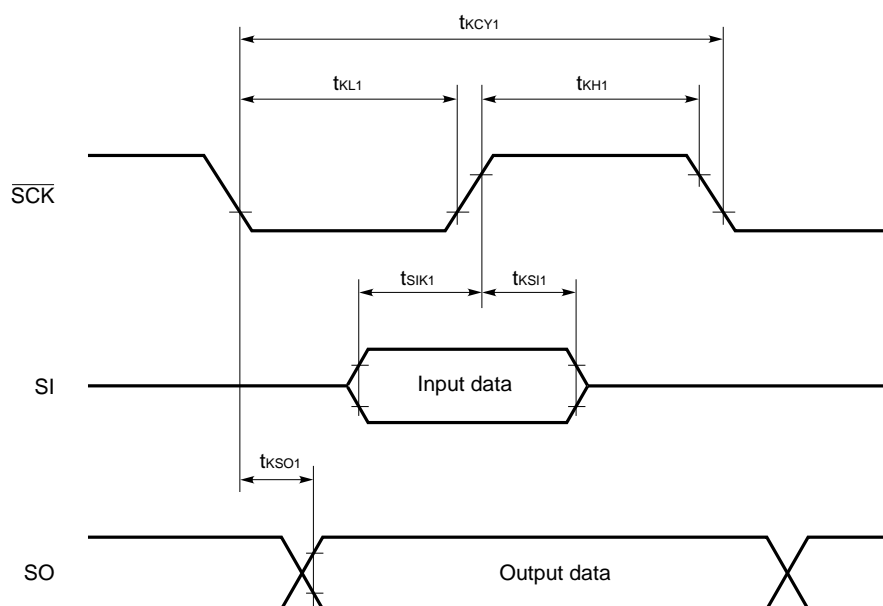 tKCY1
tKL1 tKH1
SCK
tSIK1 tKSI1
SI Input data
tKSO1
SO Output data